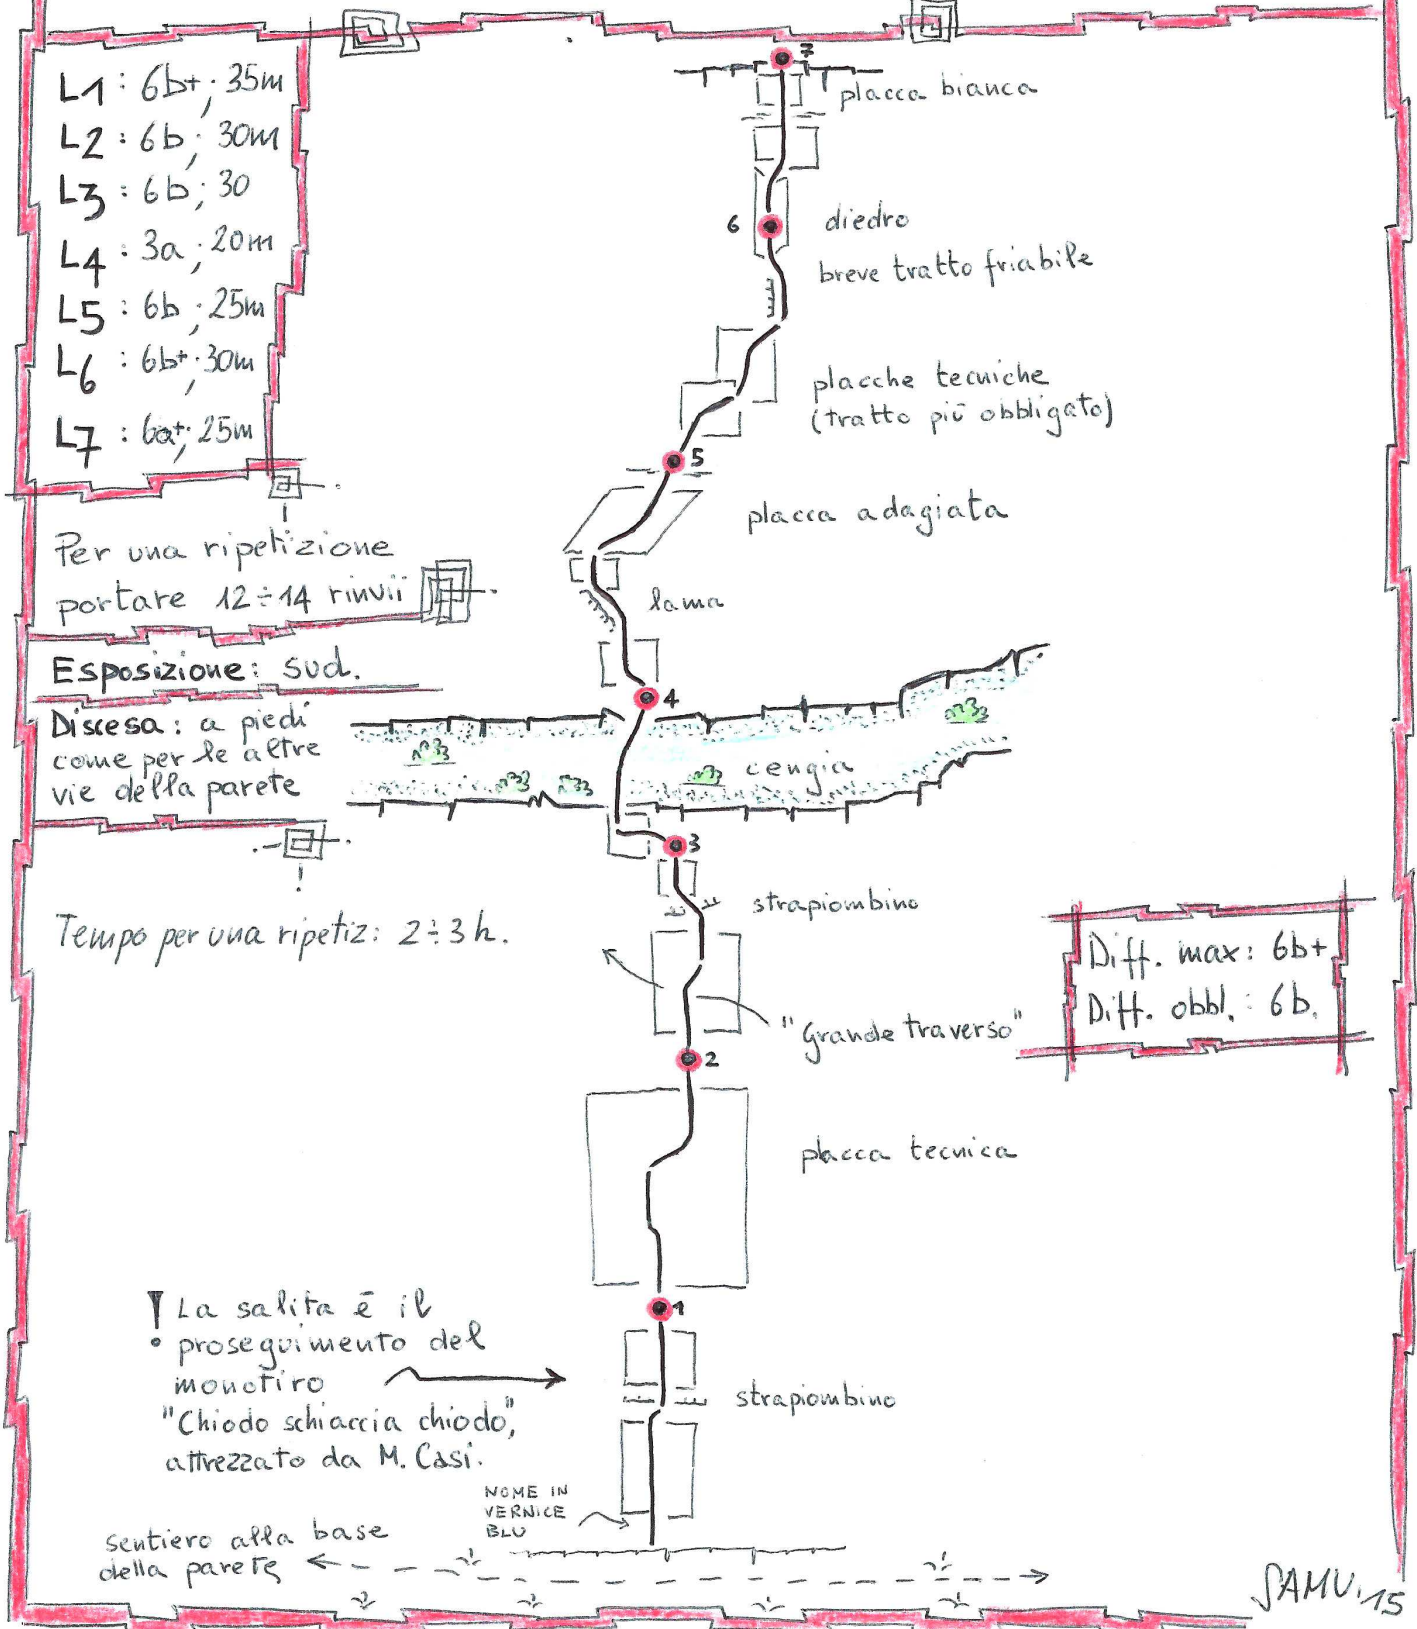 L1 : 6b+; 35m
L2 : 6b; 30m
L3 : 6b; 30
L4 : 3a; 20m
L5 : 6b; 25m
L6 : 6b+; 30m
L7 : 6a+; 25m
Per una ripetizione
portare 12÷14 rinvii
Esposizione: sud.
Discesa: a piedi
come per le altre
vie della parete
Tempo per una ripetiz: 2÷3h.
7
placca bianca
6
diedro
breve tratto friabile
placche tecniche
(tratto più obbligato)
5
placca adagiata
lama
4
cengia
3
strapiombino
"Grande traverso"
2
placca tecnica
1
strapiombino
Diff. max: 6b+
Diff. obbl.: 6b.
! La salita è il
proseguimento del
monotiro
"Chiodo schiaccia chiodo",
attrezzato da M. Casi.
NOME IN
VERNICE
BLU
sentiero alla base
della parete
SAMU.15